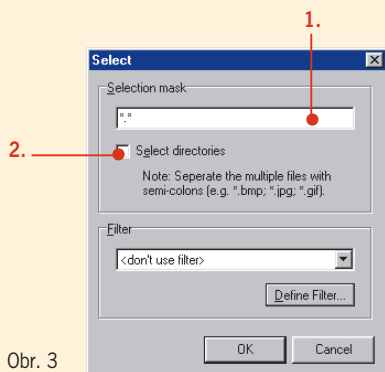 1.
Select
Selection mask
*.*
2.
Select directories
Note: Seperate the multiple files with
semi-colons (e.g. *.bmp; *.jpg; *.gif).
Filter
<don't use filter>
Define Filter...
OK Cancel
Obr. 3